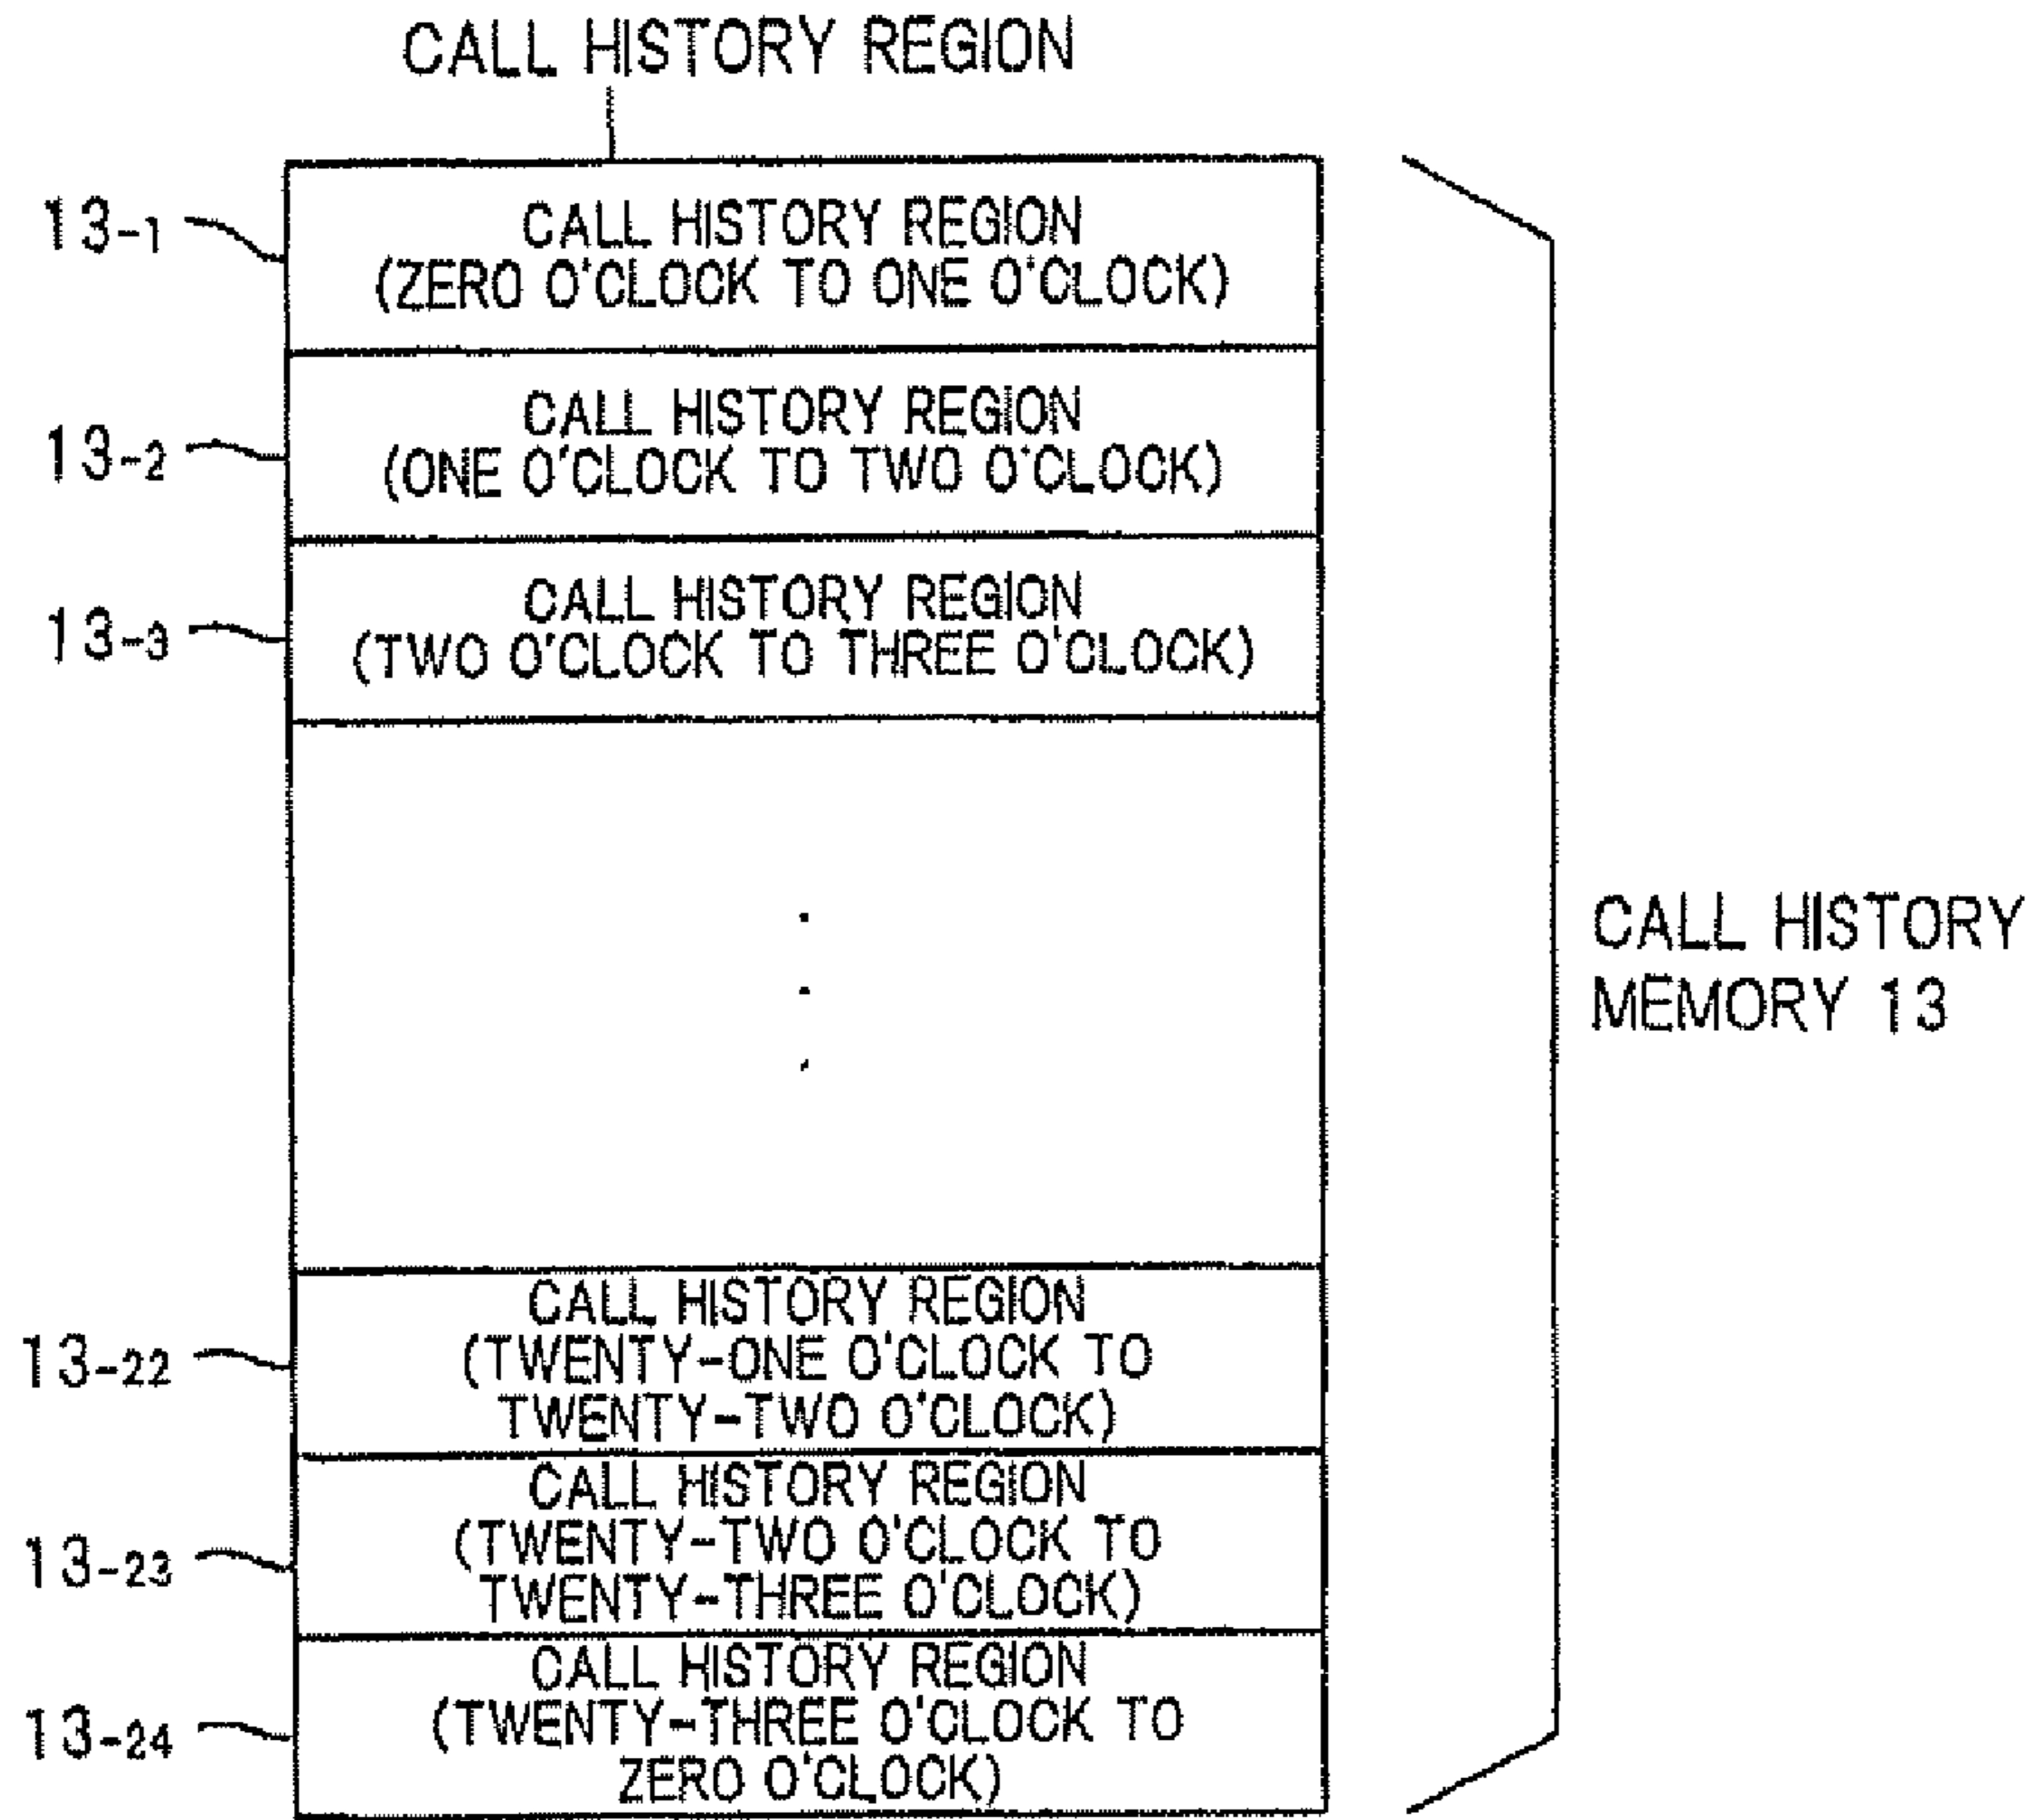 CALL HISTORY REGION
13-1
CALL HISTORY REGION
(ZERO O'CLOCK TO ONE O'CLOCK)
13-2
CALL HISTORY REGION
(ONE O'CLOCK TO TWO O'CLOCK)
13-3
CALL HISTORY REGION
(TWO O'CLOCK TO THREE O'CLOCK)
CALL HISTORY
MEMORY 13
13-22
CALL HISTORY REGION
(TWENTY-ONE O'CLOCK TO
TWENTY-TWO O'CLOCK)
13-23
CALL HISTORY REGION
(TWENTY-TWO O'CLOCK TO
TWENTY-THREE O'CLOCK)
13-24
CALL HISTORY REGION
(TWENTY-THREE O'CLOCK TO
ZERO O'CLOCK)